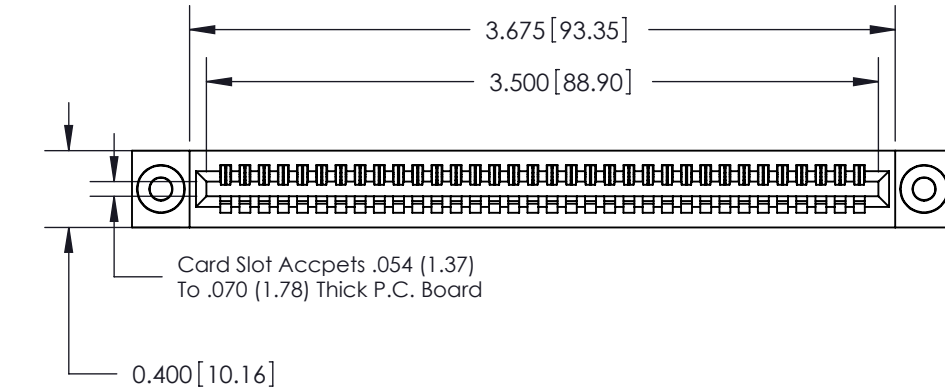 3.675[93.35]
3.500[88.90]
Card Slot Accpets .054 (1.37)
To .070 (1.78) Thick P.C. Board
0.400[10.16]